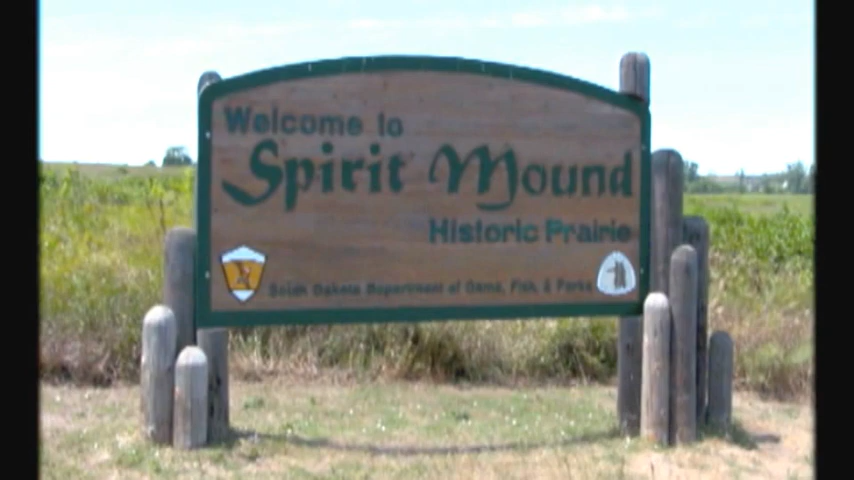 Welcome to
Spirit Mound
Historic Prairie
South Dakota Department of Game, Fish, & Parks